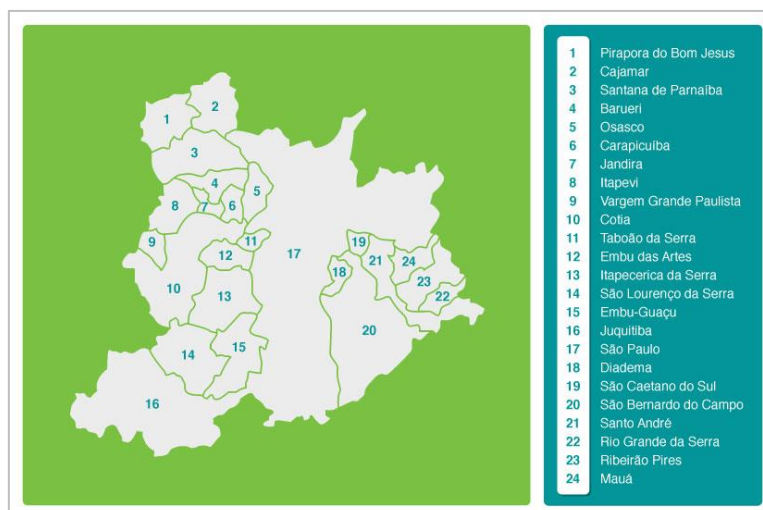 1 Pirapora do Bom Jesus
2 Cajamar
3 Santana de Parnaíba
4 Barueri
5 Osasco
6 Carapicuíba
7 Jandira
8 Itapevi
9 Vargem Grande Paulista
10 Cotia
11 Taboão da Serra
12 Embu das Artes
13 Itapecerica da Serra
14 São Lourenço da Serra
15 Embu-Guaçu
16 Juquitiba
17 São Paulo
18 Diadema
19 São Caetano do Sul
20 São Bernardo do Campo
21 Santo André
22 Rio Grande da Serra
23 Ribeirão Pires
24 Mauá
2
1
3
4
5
8
7
6
9
11
19
12
17
24
21
18
23
10
13
22
20
15
14
16